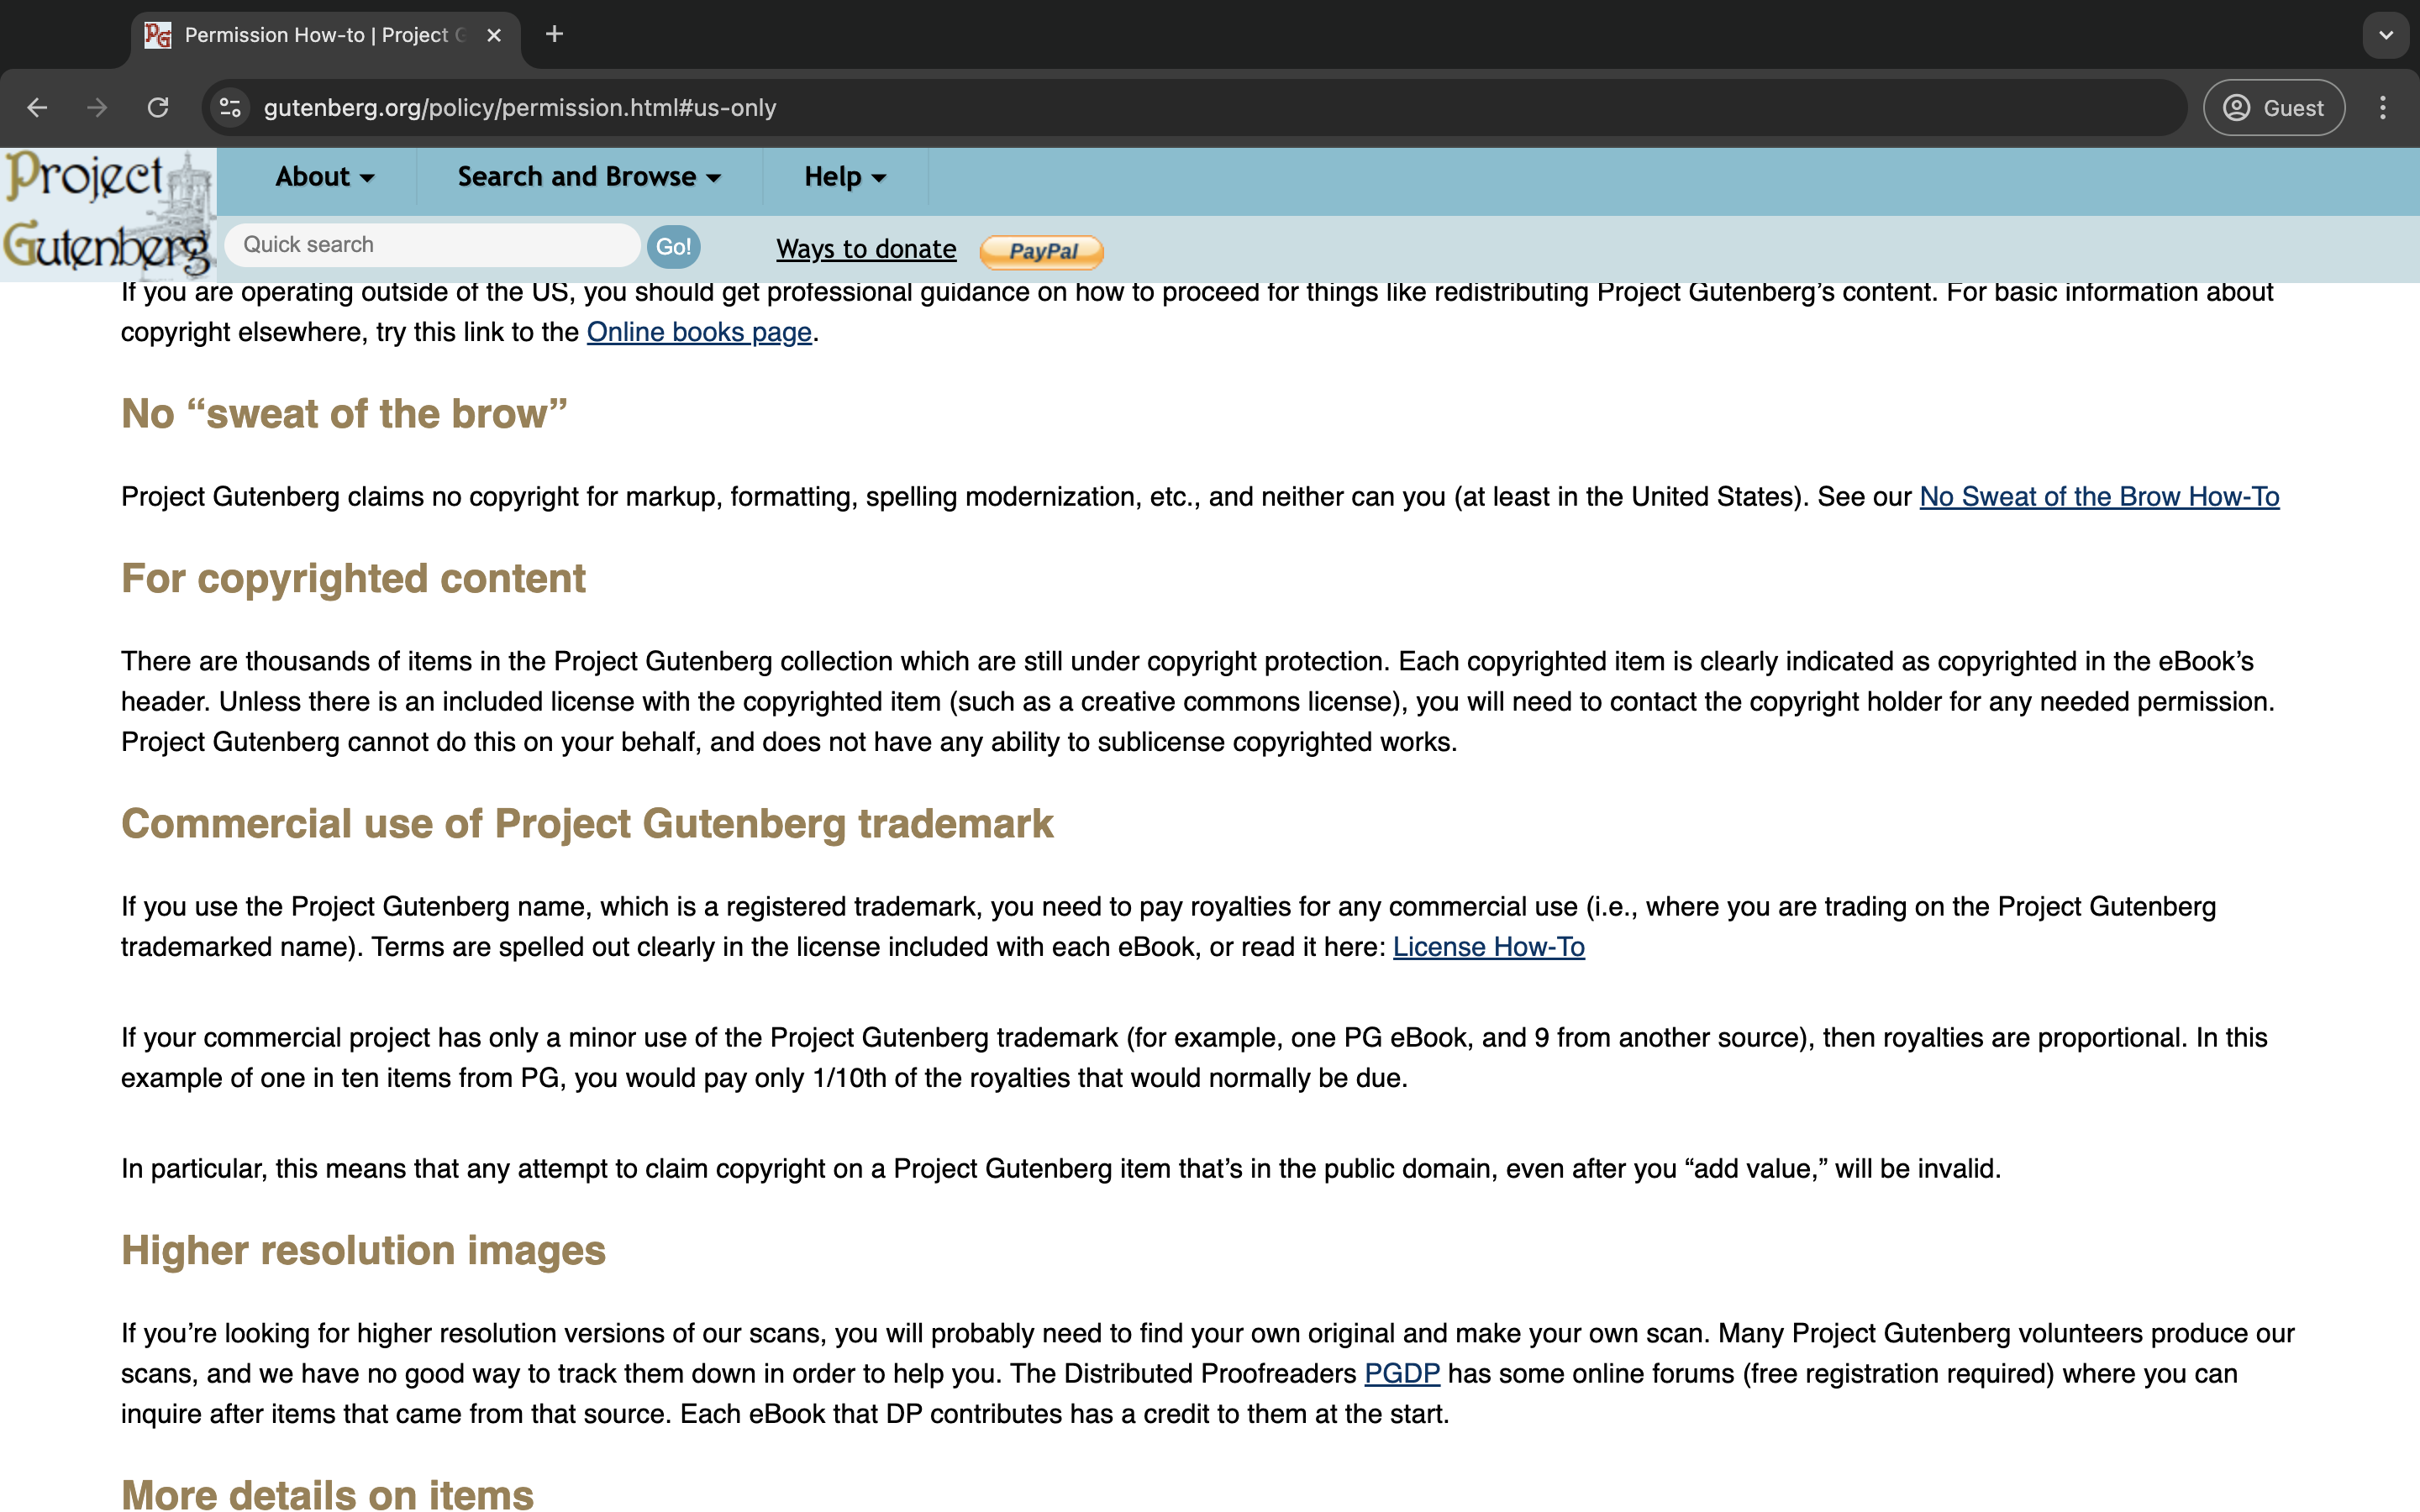 Permission How-to | Project G
gutenberg.org/policy/permission.html#us-only
Guest
Project
Gutenberg
About
Search and Browse
Help
Quick search
Go!
Ways to donate
PayPal
If you are operating outside of the US, you should get professional guidance on how to proceed for things like redistributing Project Gutenberg’s content. For basic information about
copyright elsewhere, try this link to the Online books page.
No “sweat of the brow”
Project Gutenberg claims no copyright for markup, formatting, spelling modernization, etc., and neither can you (at least in the United States). See our No Sweat of the Brow How-To
For copyrighted content
There are thousands of items in the Project Gutenberg collection which are still under copyright protection. Each copyrighted item is clearly indicated as copyrighted in the eBook’s
header. Unless there is an included license with the copyrighted item (such as a creative commons license), you will need to contact the copyright holder for any needed permission.
Project Gutenberg cannot do this on your behalf, and does not have any ability to sublicense copyrighted works.
Commercial use of Project Gutenberg trademark
If you use the Project Gutenberg name, which is a registered trademark, you need to pay royalties for any commercial use (i.e., where you are trading on the Project Gutenberg
trademarked name). Terms are spelled out clearly in the license included with each eBook, or read it here: License How-To
If your commercial project has only a minor use of the Project Gutenberg trademark (for example, one PG eBook, and 9 from another source), then royalties are proportional. In this
example of one in ten items from PG, you would pay only 1/10th of the royalties that would normally be due.
In particular, this means that any attempt to claim copyright on a Project Gutenberg item that’s in the public domain, even after you “add value,” will be invalid.
Higher resolution images
If you’re looking for higher resolution versions of our scans, you will probably need to find your own original and make your own scan. Many Project Gutenberg volunteers produce our
scans, and we have no good way to track them down in order to help you. The Distributed Proofreaders PGDP has some online forums (free registration required) where you can
inquire after items that came from that source. Each eBook that DP contributes has a credit to them at the start.
More details on items